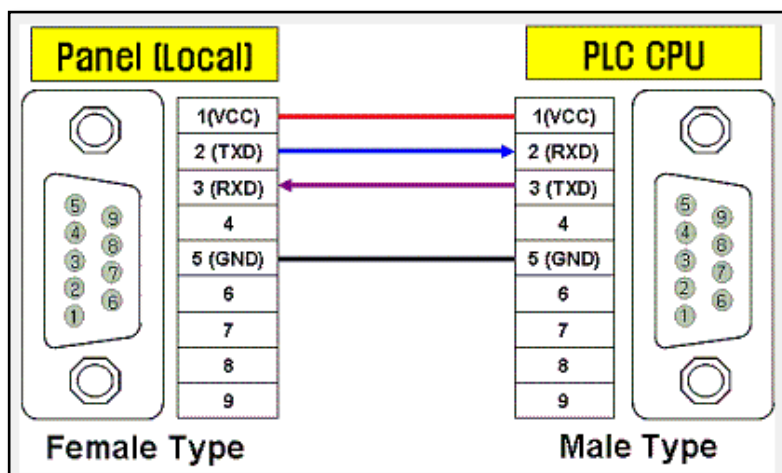 Panel (Local)
PLC CPU
1(VCC)
2 (TXD)
3 (RXD)
4
5 (GND)
6
7
8
9
1(VCC)
2 (RXD)
3 (TXD)
4
5 (GND)
6
7
8
9
5
9
4
8
3
7
2
6
1
5
9
4
8
3
7
2
6
1
Female Type
Male Type